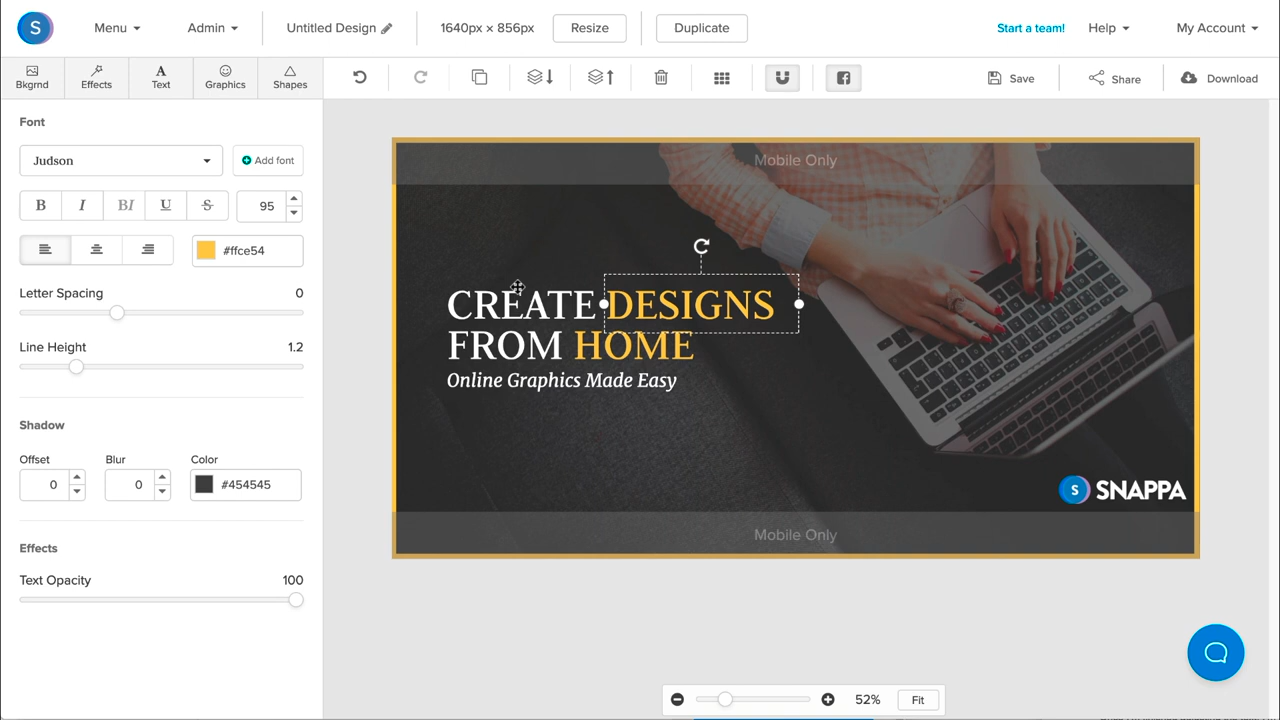 S Menu Admin Untitled Design 1640px × 856px Resize Duplicate Start a team! Help My Account
Bkgrnd Effects Text Graphics Shapes Save Share Download
Font
Judson Add font
B I BI U S 95
#ffce54
Letter Spacing 0
Line Height 1.2
Shadow
Offset Blur Color
0 0 #454545
Effects
Text Opacity 100
Mobile Only
CREATE DESIGNS
FROM HOME
Online Graphics Made Easy
S SNAPPA
Mobile Only
52% Fit